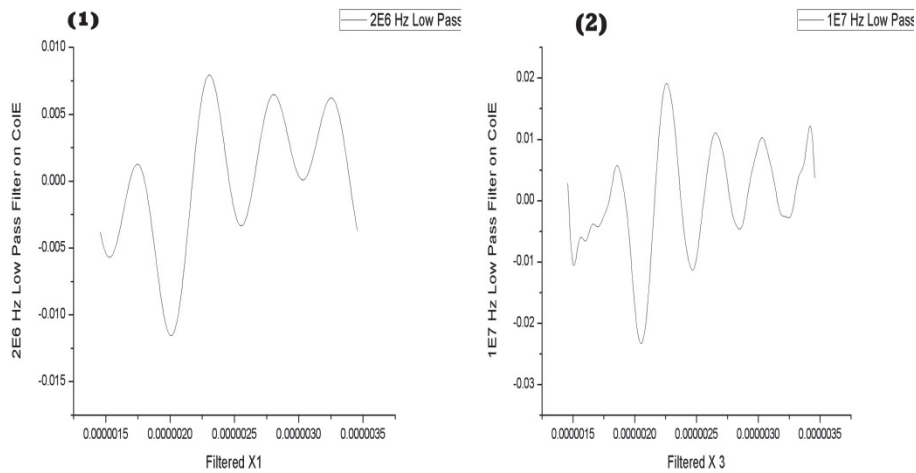 (1)
2E6 Hz Low Pass
0.010
0.005
0.000
-0.005
-0.010
-0.015
2E6 Hz Low Pass Filter on ColE
0.0000015 0.0000020 0.0000025 0.0000030 0.0000035
Filtered X1
(2)
1E7 Hz Low Pass
0.02
0.01
0.00
-0.01
-0.02
-0.03
1E7 Hz Low Pass Filter on ColE
0.0000015 0.0000020 0.0000025 0.0000030 0.0000035
Filtered X 3